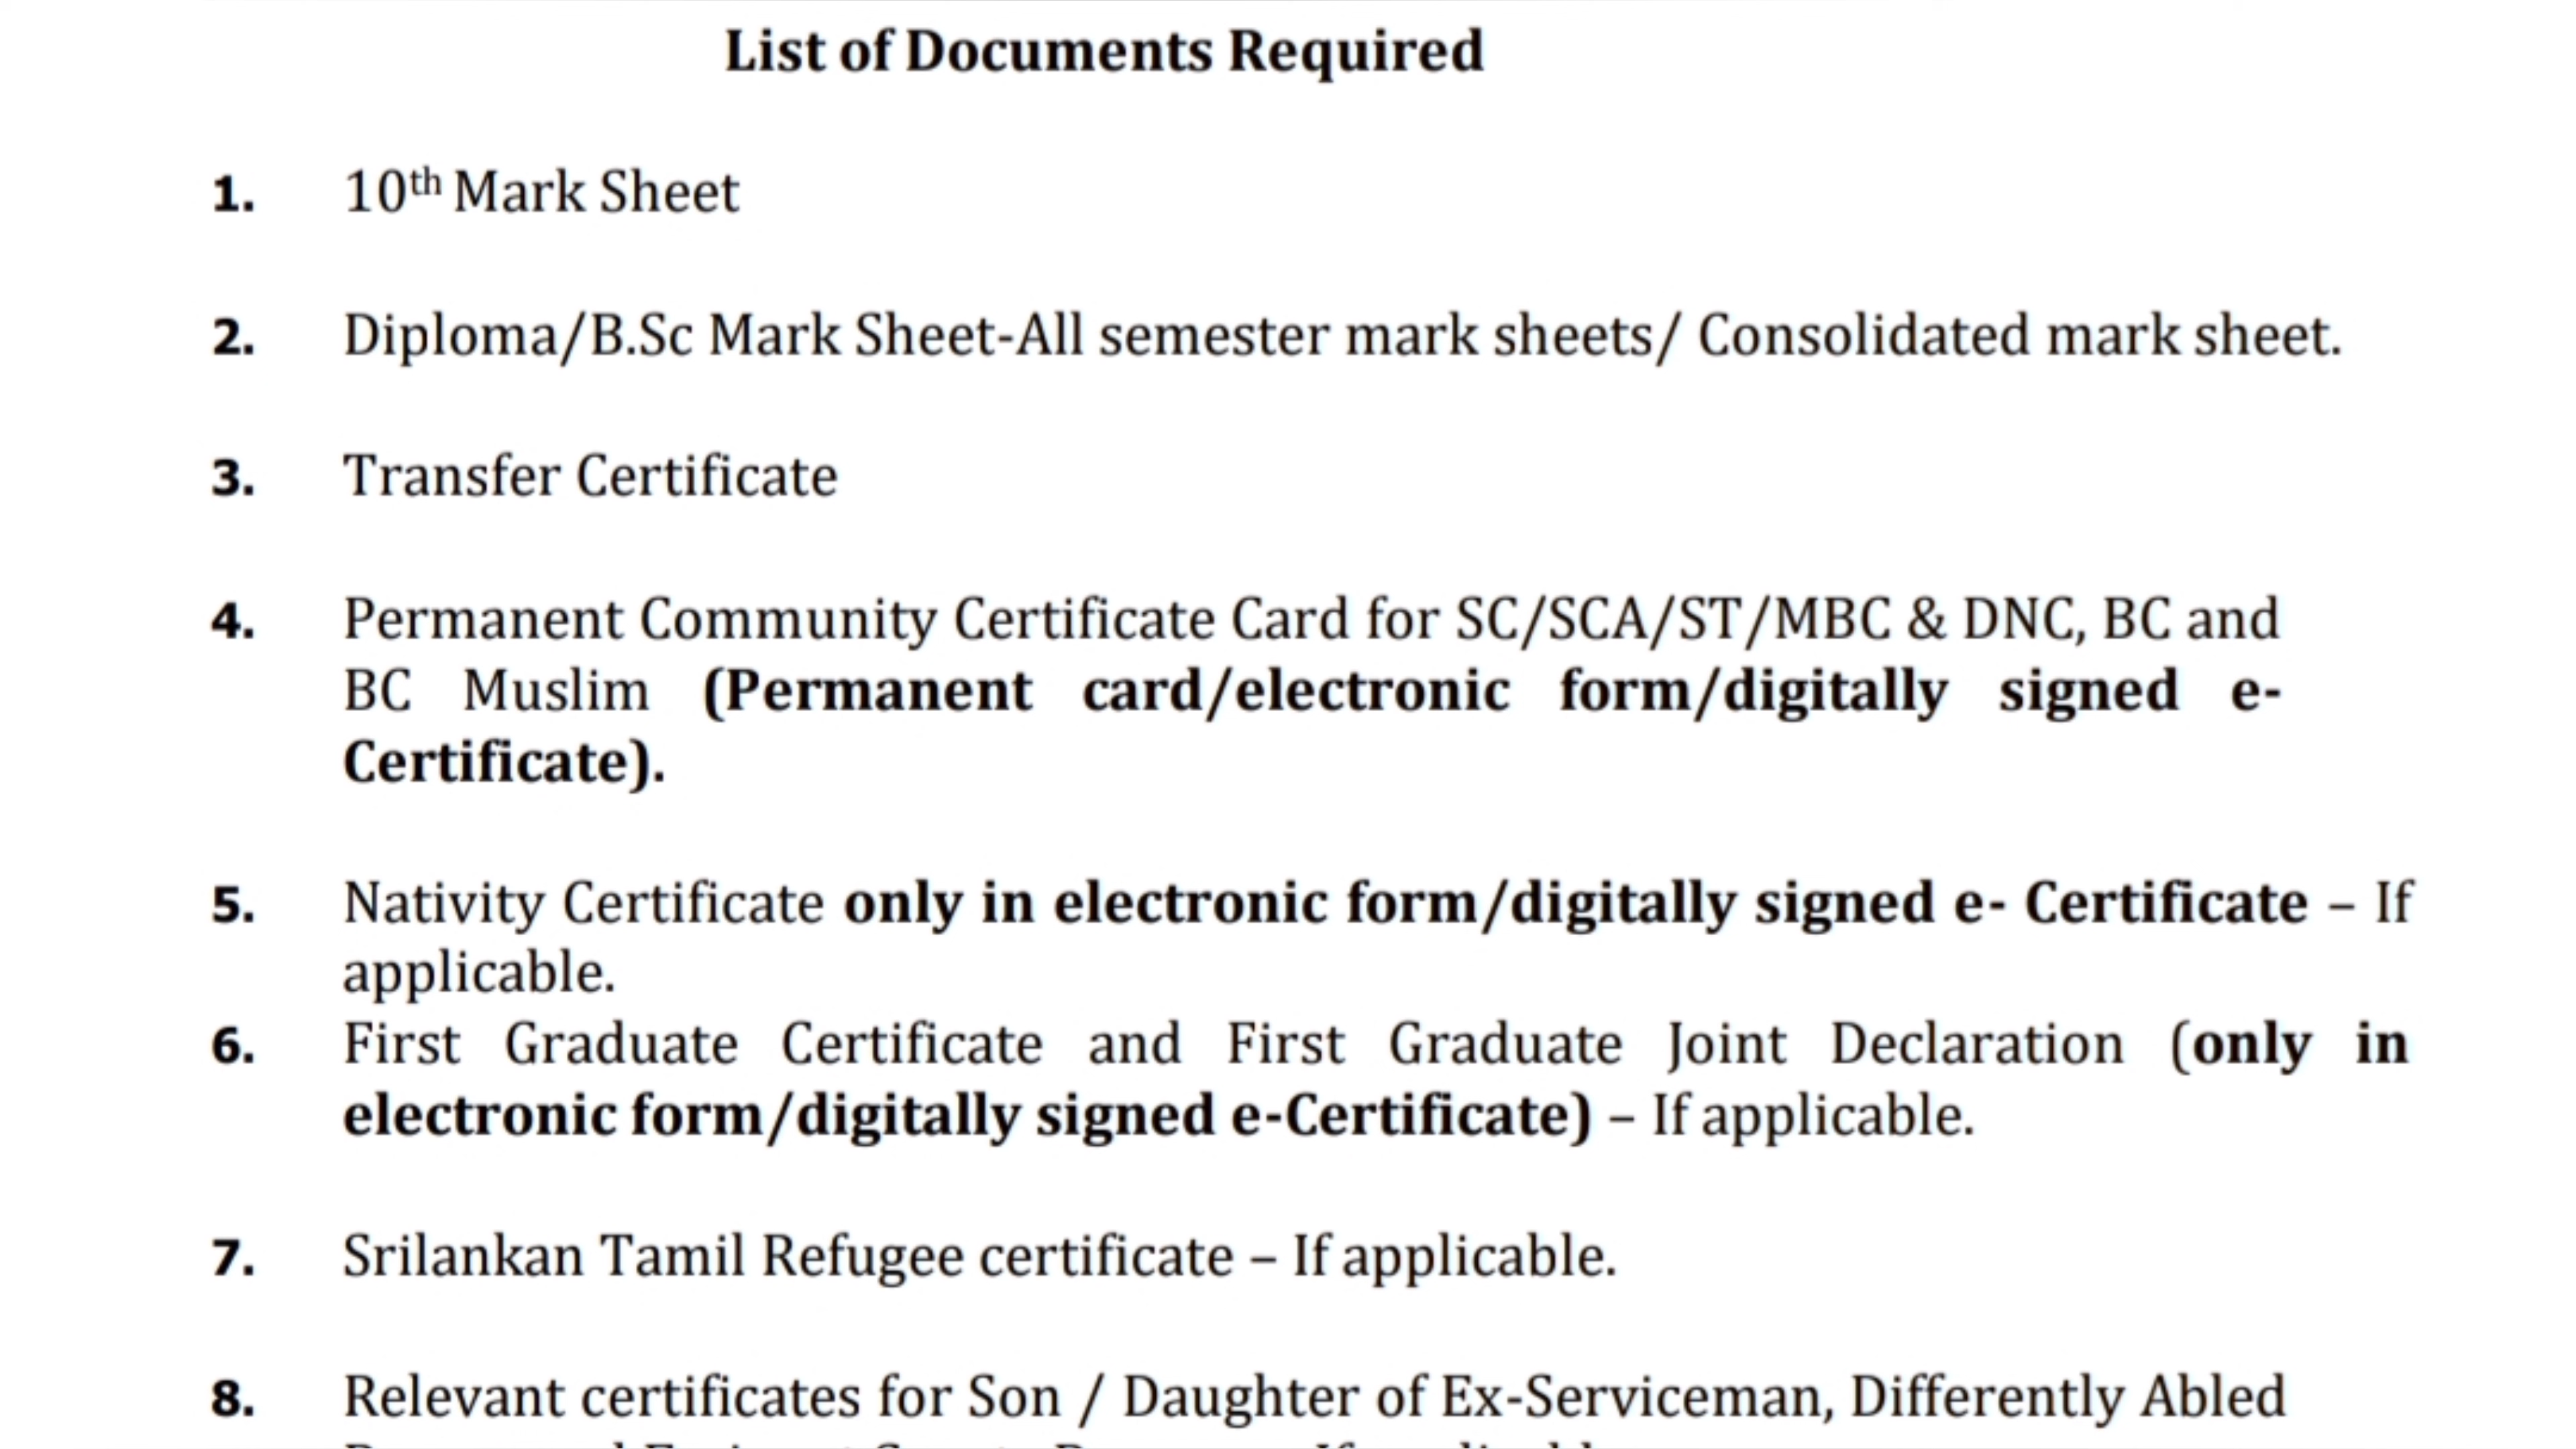 List of Documents Required
1. 10th Mark Sheet
2. Diploma/B.Sc Mark Sheet-All semester mark sheets/ Consolidated mark sheet.
3. Transfer Certificate
4. Permanent Community Certificate Card for SC/SCA/ST/MBC & DNC, BC and
BC Muslim (Permanent card/electronic form/digitally signed e-
Certificate).
5. Nativity Certificate only in electronic form/digitally signed e- Certificate – If
applicable.
6. First Graduate Certificate and First Graduate Joint Declaration (only in
electronic form/digitally signed e-Certificate) – If applicable.
7. Srilankan Tamil Refugee certificate – If applicable.
8. Relevant certificates for Son / Daughter of Ex-Serviceman, Differently Abled